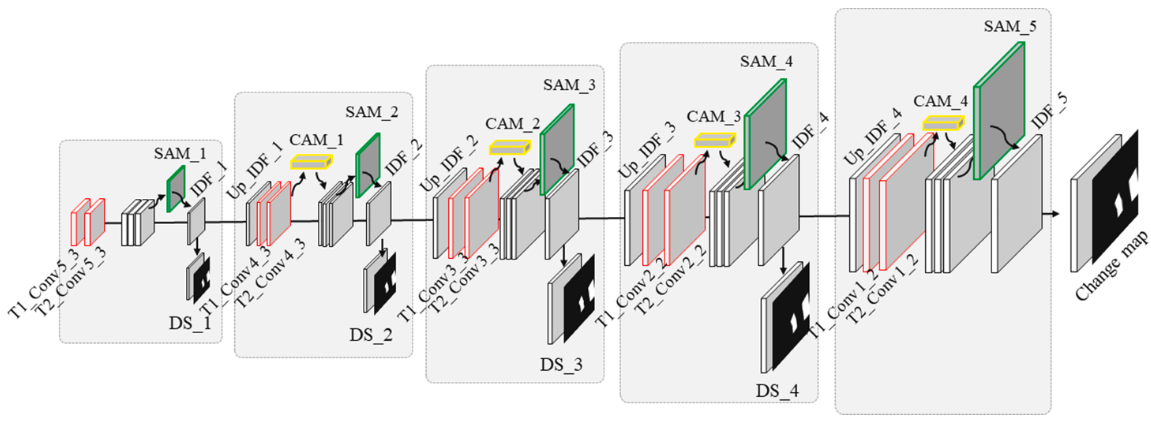 SAM_1
IDF_1
T1_Conv5_3
T2_Conv5_3
DS_1
Up_IDF_1
CAM_1
SAM_2
IDF_2
T1_Conv4_3
T2_Conv4_3
DS_2
Up_IDF_2
CAM_2
SAM_3
IDF_3
T1_Conv3_3
T2_Conv3_3
DS_3
Up_IDF_3
CAM_3
SAM_4
IDF_4
T1_Conv2_2
T2_Conv2_2
DS_4
Up_IDF_4
CAM_4
SAM_5
IDF_5
T1_Conv1_2
T2_Conv1_2
Change map